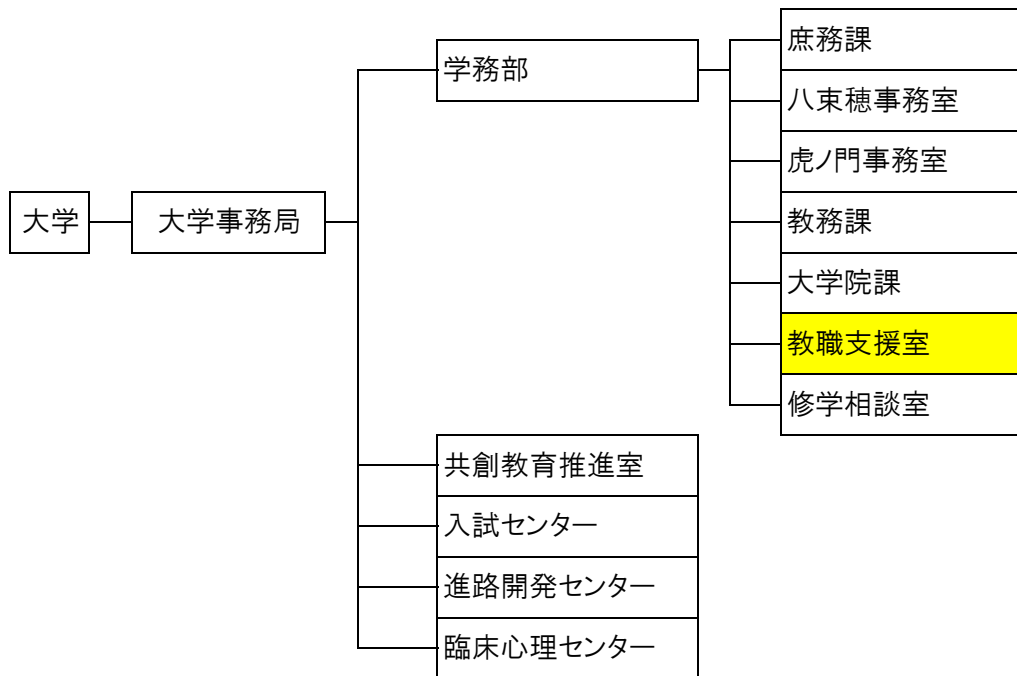 大学
大学事務局
学務部
庶務課
八束穂事務室
虎ノ門事務室
教務課
大学院課
教職支援室
修学相談室
共創教育推進室
入試センター
進路開発センター
臨床心理センター